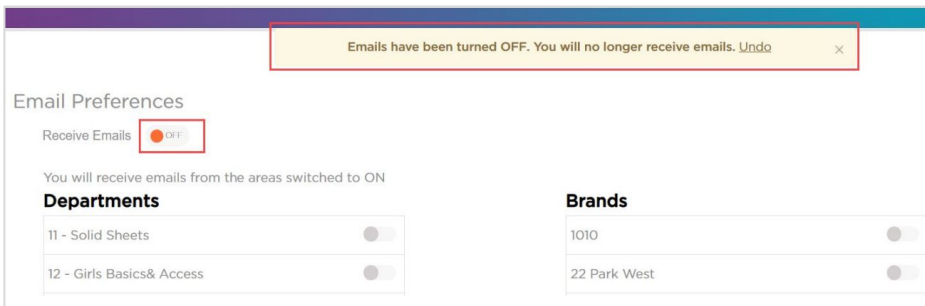 Emails have been turned OFF. You will no longer receive emails. Undo ×
Email Preferences
Receive Emails OFF
You will receive emails from the areas switched to ON
Departments
11 - Solid Sheets
12 - Girls Basics& Access
Brands
1010
22 Park West